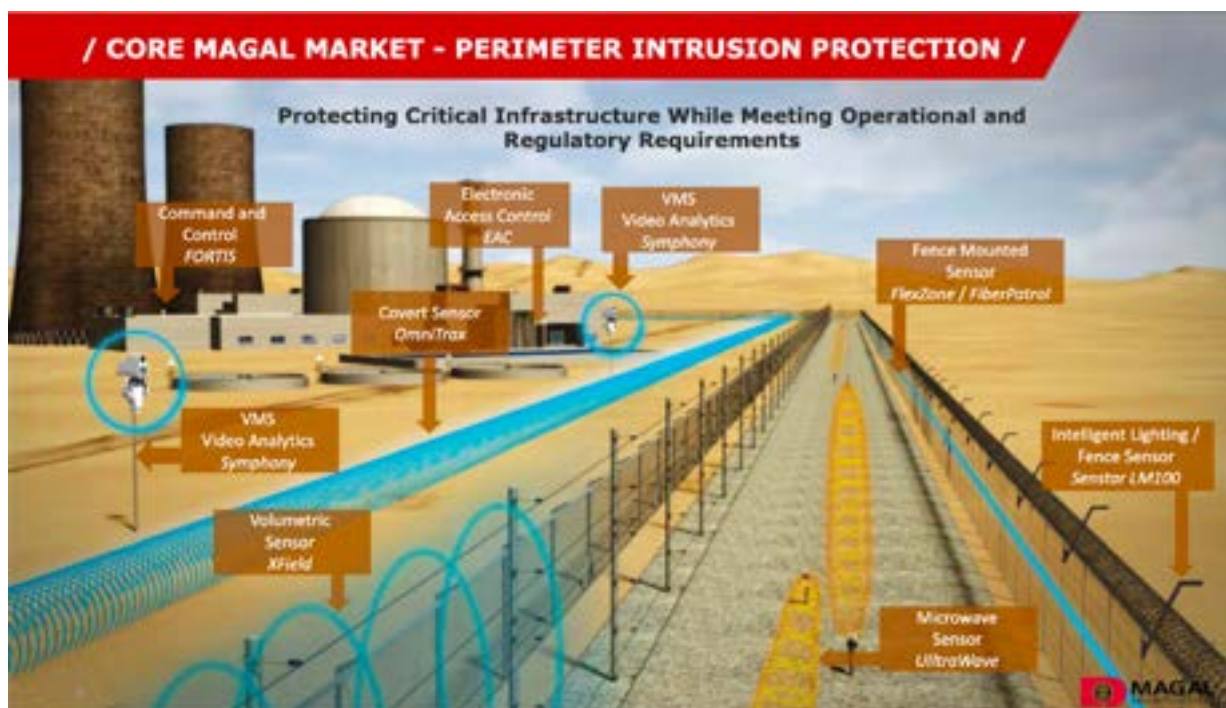 / CORE MAGAL MARKET - PERIMETER INTRUSION PROTECTION /
Protecting Critical Infrastructure While Meeting Operational and
Regulatory Requirements
Command and
Control
FORTIS
Electronic
Access Control
EAC
VMS
Video Analytics
Symphony
Fence Mounted
Sensor
FlexZone / FiberPatrol
Covert Sensor
OmniTrax
VMS
Video Analytics
Symphony
Intelligent Lighting /
Fence Sensor
Senstar LM100
Volumetric
Sensor
XField
Microwave
Sensor
UltraWave
MAGAL